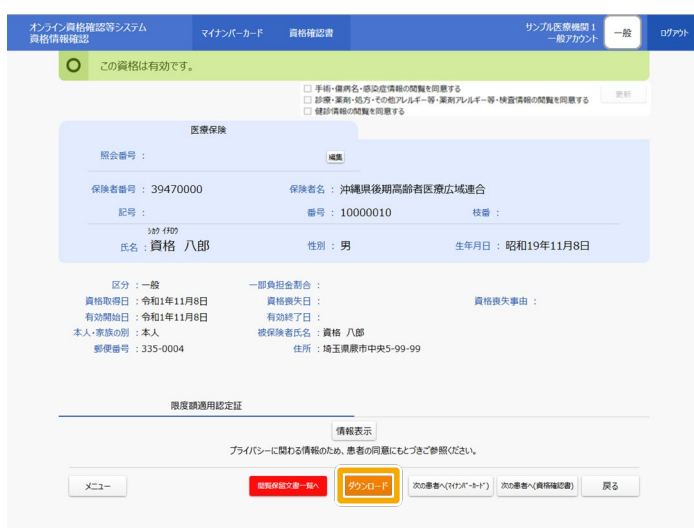 オンライン資格確認等システム
資格情報確認
マイナンバーカード 資格確認書
サンプル医療機関1
一般アカウント
一般
ログアウト
この資格は有効です。
手術・傷病名・感染症情報の閲覧を同意する
診療・薬剤・処方・その他アレルギー等・薬剤アレルギー等・検査情報の閲覧を同意する
健診情報の閲覧を同意する
更新
医療保険
照会番号 : 編集
保険者番号 : 39470000 保険者名 : 沖縄県後期高齢者医療広域連合
記号 : 番号 : 10000010 枝番 :
氏名 : 資格 八郎 性別 : 男 生年月日 : 昭和19年11月8日
区分 : 一般 一部負担金割合 :
資格取得日 : 令和1年11月8日 資格喪失日 : 資格喪失事由 :
有効開始日 : 令和1年11月8日 有効終了日 :
本人・家族の別 : 本人 被保険者氏名 : 資格 八郎
郵便番号 : 335-0004 住所 : 埼玉県蕨市中央5-99-99
限度額適用認定証
情報表示
プライバシーに関わる情報のため、患者の同意にもとづきご参照ください。
メニュー 閲覧保留文書一覧へ ダウンロード 次の患者へ(マイナンバーカード) 次の患者へ(資格確認書) 戻る